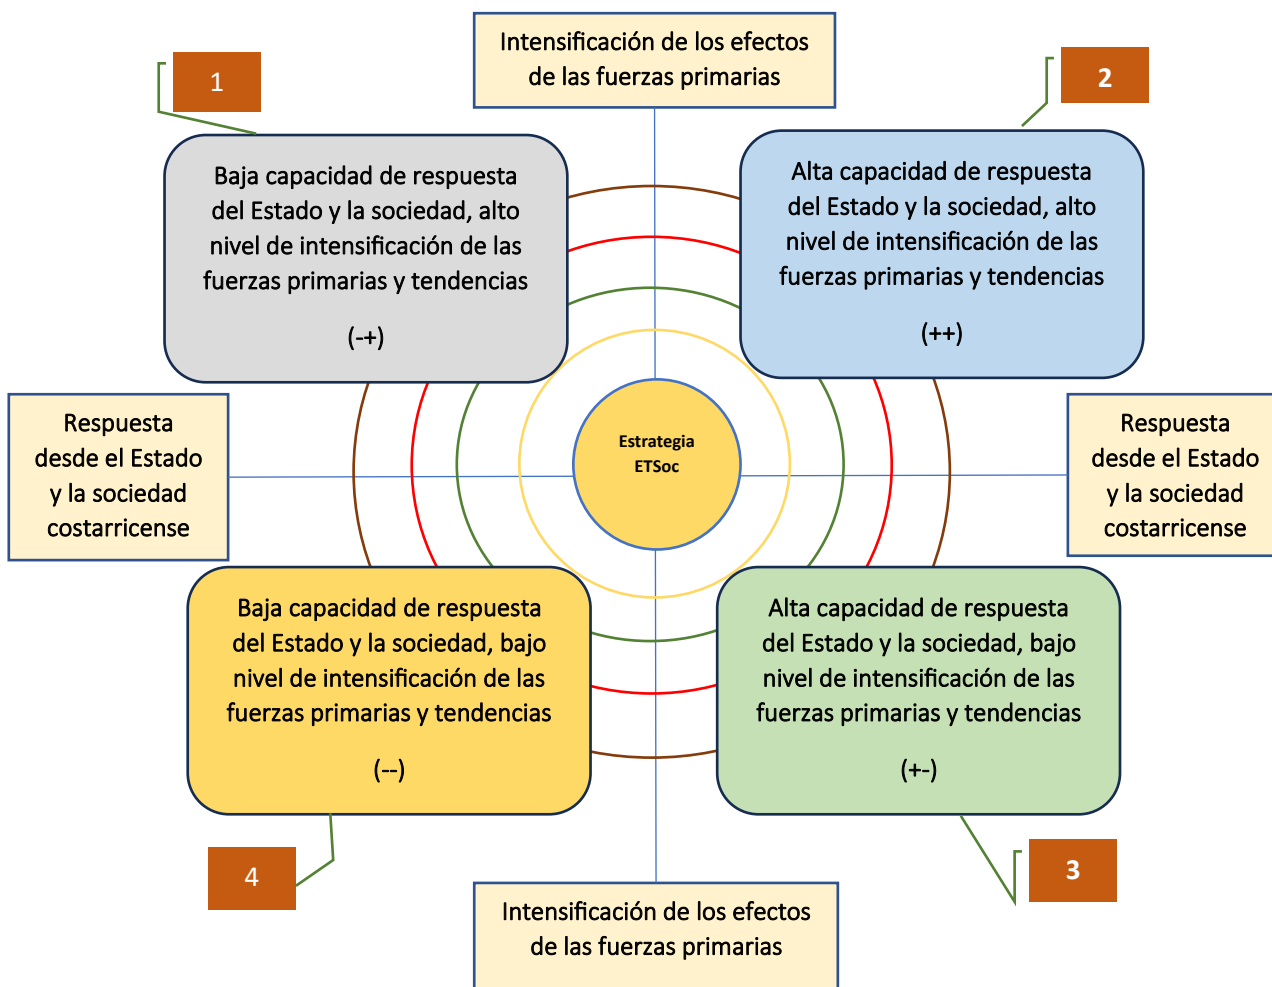 Intensificación de los efectos
de las fuerzas primarias
1
2
Baja capacidad de respuesta
del Estado y la sociedad, alto
nivel de intensificación de las
fuerzas primarias y tendencias
(-+)
Alta capacidad de respuesta
del Estado y la sociedad, alto
nivel de intensificación de las
fuerzas primarias y tendencias
(++)
Respuesta
desde el Estado
y la sociedad
costarricense
Estrategia
ETSoc
Respuesta
desde el Estado
y la sociedad
costarricense
Baja capacidad de respuesta
del Estado y la sociedad, bajo
nivel de intensificación de las
fuerzas primarias y tendencias
(--)
Alta capacidad de respuesta
del Estado y la sociedad, bajo
nivel de intensificación de las
fuerzas primarias y tendencias
(+-)
4
3
Intensificación de los efectos
de las fuerzas primarias